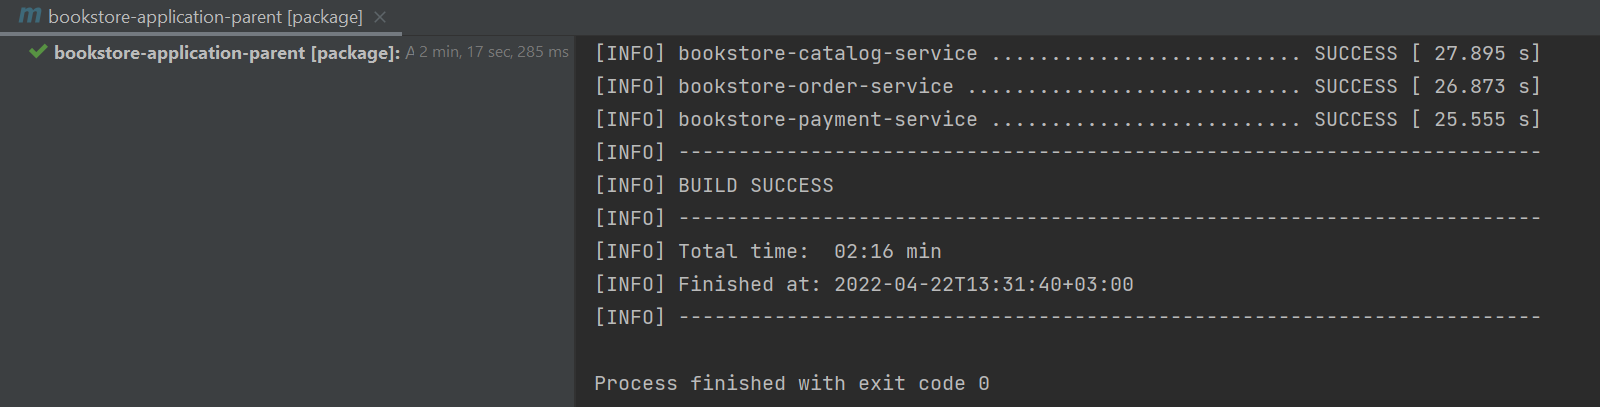 bookstore-application-parent [package]
bookstore-application-parent [package]: A 2 min, 17 sec, 285 ms
[INFO] bookstore-catalog-service .......................... SUCCESS [ 27.895 s]
[INFO] bookstore-order-service ............................ SUCCESS [ 26.873 s]
[INFO] bookstore-payment-service .......................... SUCCESS [ 25.555 s]
[INFO] ------------------------------------------------------------------------
[INFO] BUILD SUCCESS
[INFO] ------------------------------------------------------------------------
[INFO] Total time:  02:16 min
[INFO] Finished at: 2022-04-22T13:31:40+03:00
[INFO] ------------------------------------------------------------------------
Process finished with exit code 0